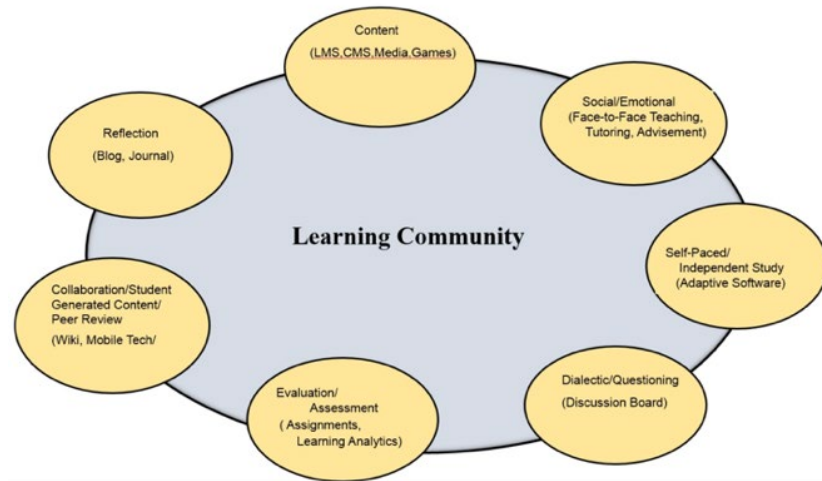 Content
(LMS,CMS,Media,Games)
Social/Emotional
(Face-to-Face Teaching,
Tutoring, Advisement)
Reflection
(Blog, Journal)
Learning Community
Self-Paced/
Independent Study
(Adaptive Software)
Collaboration/Student
Generated Content/
Peer Review
(Wiki, Mobile Tech/
Evaluation/
Assessment
( Assignments,
Learning Analytics)
Dialectic/Questioning
(Discussion Board)